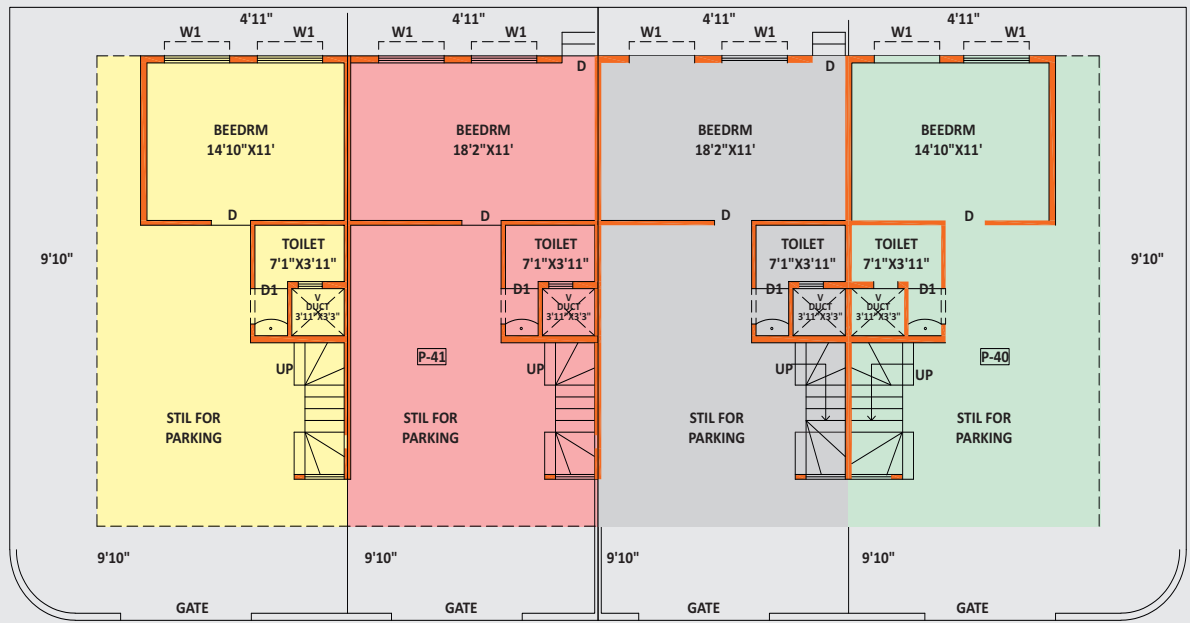 4'11" 4'11" 4'11" 4'11"
W1 W1 W1 W1 W1 W1 W1 W1
D D
BEEDRM BEEDRM BEEDRM BEEDRM
14'10"X11' 18'2"X11' 18'2"X11' 14'10"X11'
D D D D
TOILET TOILET TOILET TOILET
9'10" 7'1"X3'11" 7'1"X3'11" 7'1"X3'11" 7'1"X3'11" 9'10"
D1 D1 D1 D1
V V V V
DUCT DUCT DUCT DUCT
3'11"X3'3" 3'11"X3'3" 3'11"X3'3" 3'11"X3'3"
P-41 P-40
UP UP UP UP
STIL FOR STIL FOR STIL FOR STIL FOR
PARKING PARKING PARKING PARKING
9'10" 9'10" 9'10" 9'10"
GATE GATE GATE GATE